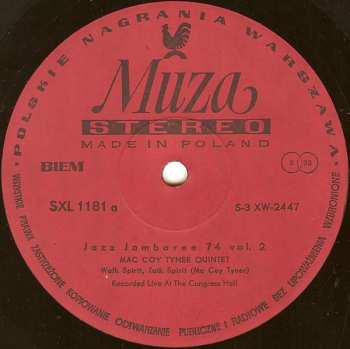 • POLSKIE NAGRANIA WARSZAWA •
Muza
STEREO
MADE IN POLAND
BIEM
33
SXL 1181 a
S-3 XW-2447
Jazz Jamboree 74 vol. 2
MAC COY TYNER QUINTET
Walk Spirit, Talk Spirit (Mc Coy Tyner)
Recorded Live At The Congress Hall
WSZYSTKIE PRAWA ZASTRZEŻONE KOPIOWANIE ODTWARZANIE PUBLICZNE I RADIOWE BEZ UPOWAŻNIENIA WZBRONIONE